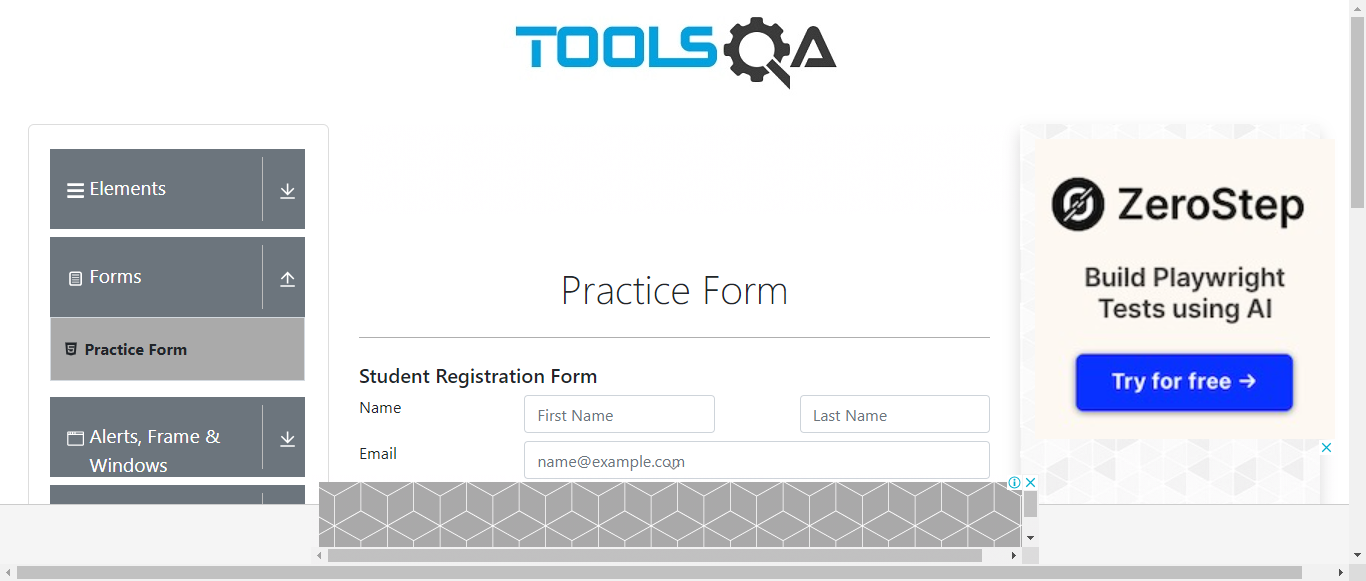 TOOLSQA
Elements
Forms
Practice Form
Alerts, Frame &
Windows
Practice Form
Student Registration Form
Name
First Name
Last Name
Email
name@example.com
ZeroStep
Build Playwright
Tests using AI
Try for free →